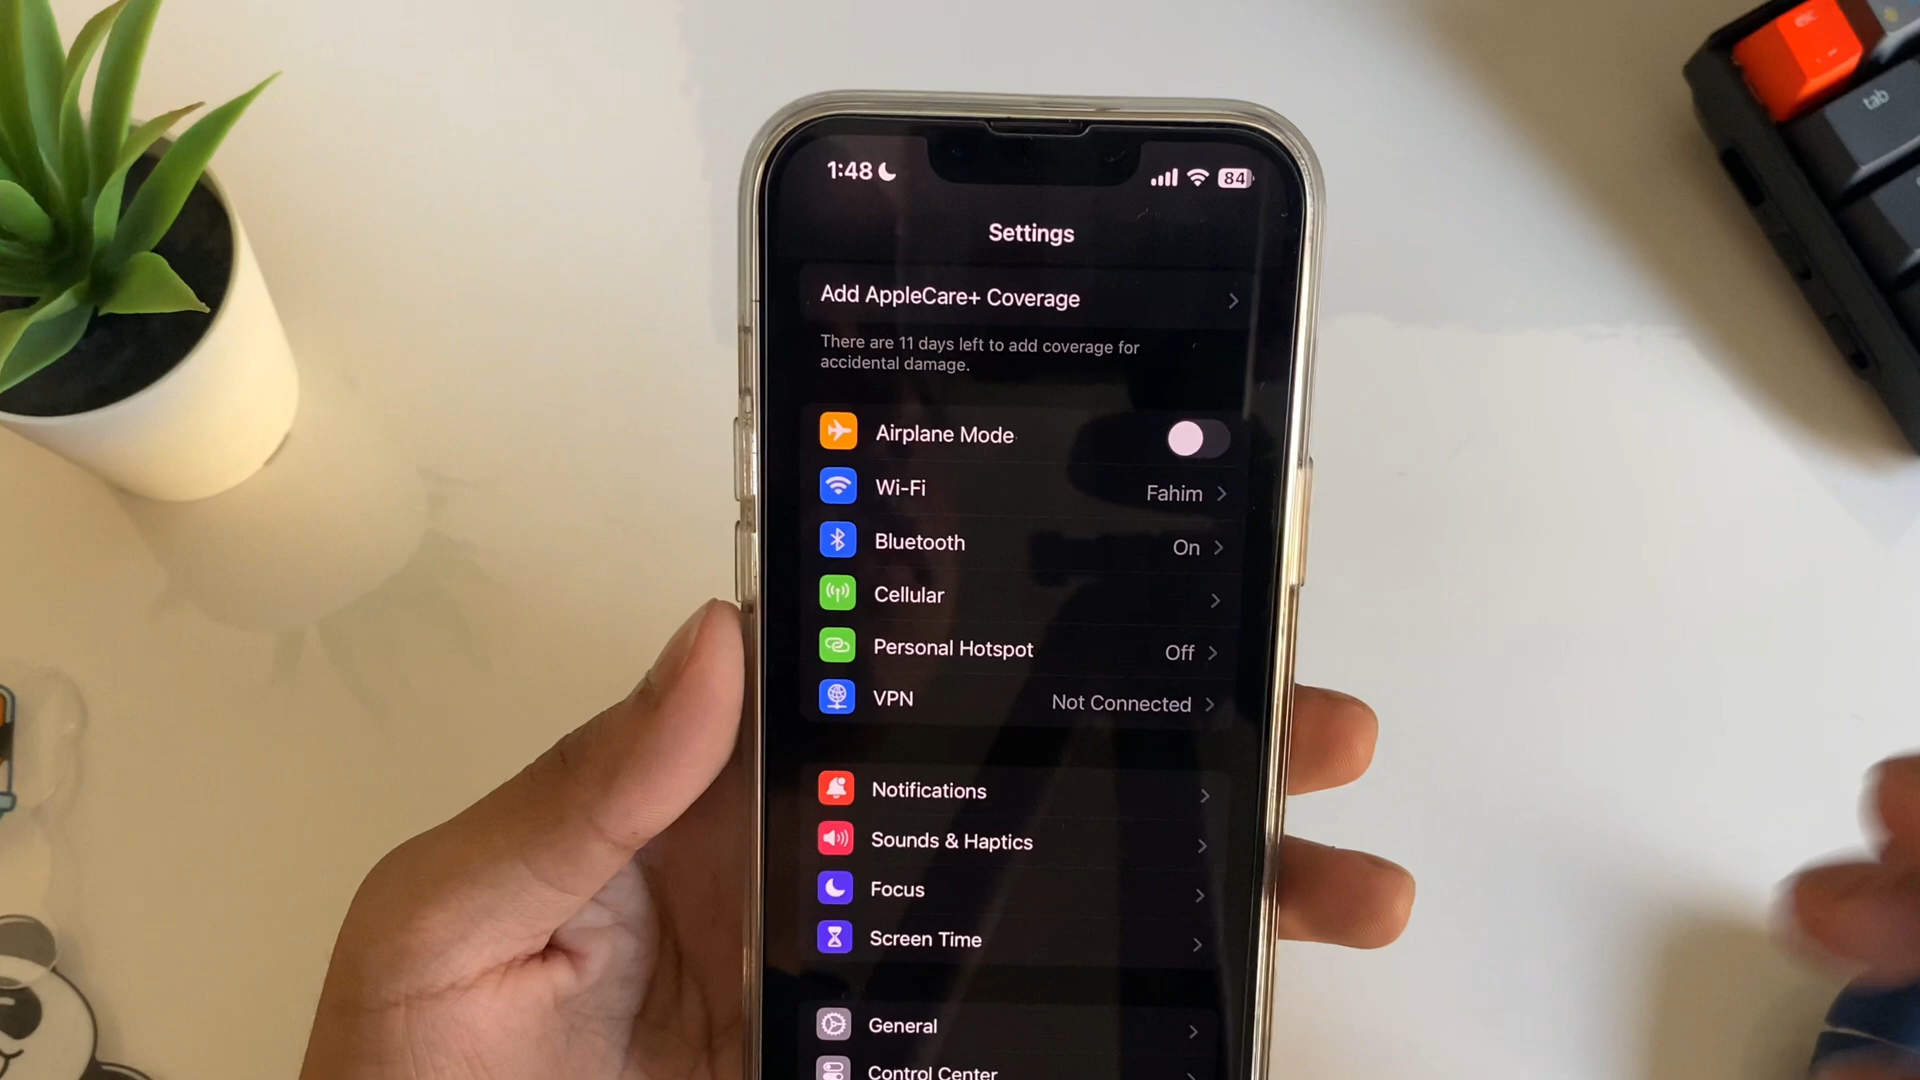 esc
tab
1:48
84
Settings
Add AppleCare+ Coverage
There are 11 days left to add coverage for
accidental damage.
Airplane Mode
Wi-Fi Fahim
Bluetooth On
Cellular
Personal Hotspot Off
VPN Not Connected
Notifications
Sounds & Haptics
Focus
Screen Time
General
Control Center